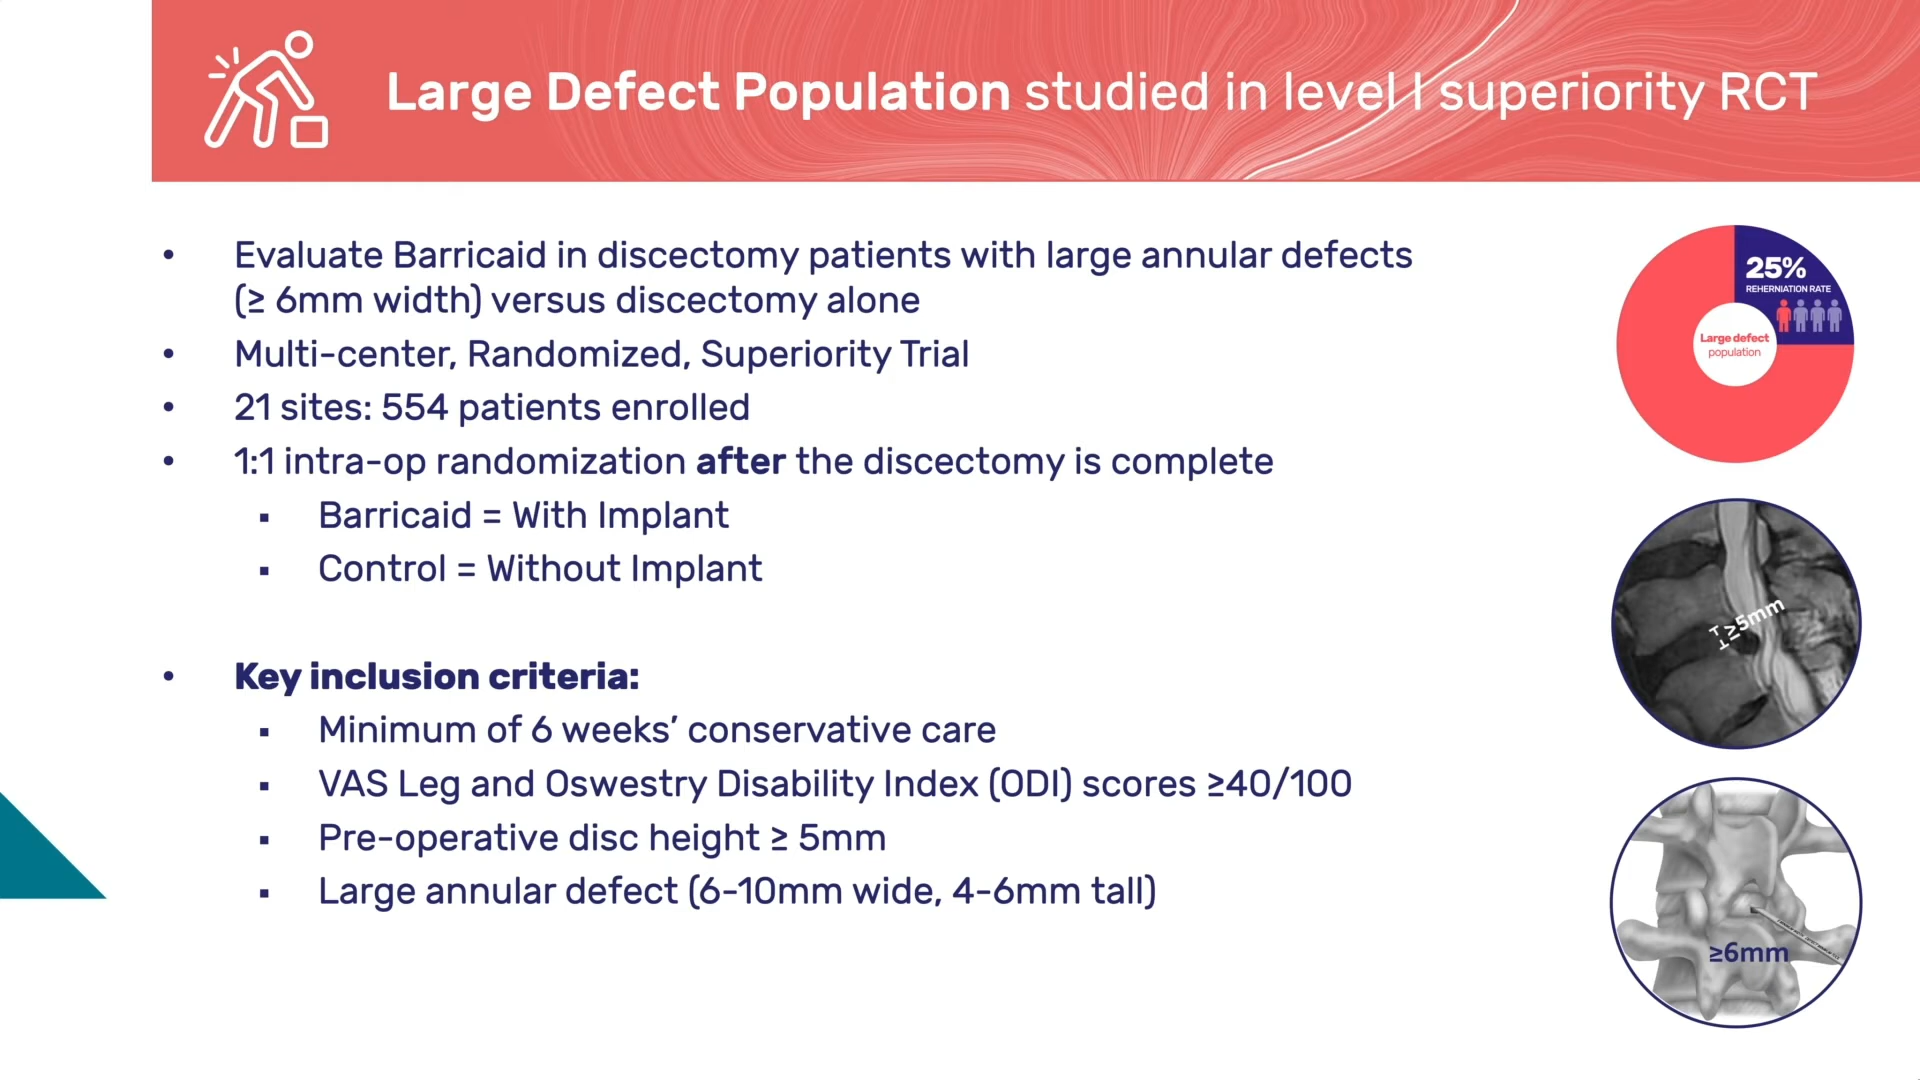 Large Defect Population studied in level I superiority RCT
• Evaluate Barricaid in discectomy patients with large annular defects
(≥ 6mm width) versus discectomy alone
• Multi-center, Randomized, Superiority Trial
• 21 sites: 554 patients enrolled
• 1:1 intra-op randomization after the discectomy is complete
▪ Barricaid = With Implant
▪ Control = Without Implant
• Key inclusion criteria:
▪ Minimum of 6 weeks’ conservative care
▪ VAS Leg and Oswestry Disability Index (ODI) scores ≥40/100
▪ Pre-operative disc height ≥ 5mm
▪ Large annular defect (6-10mm wide, 4-6mm tall)
25%
REHERNIATION RATE
Large defect
population
≥5mm
≥6mm